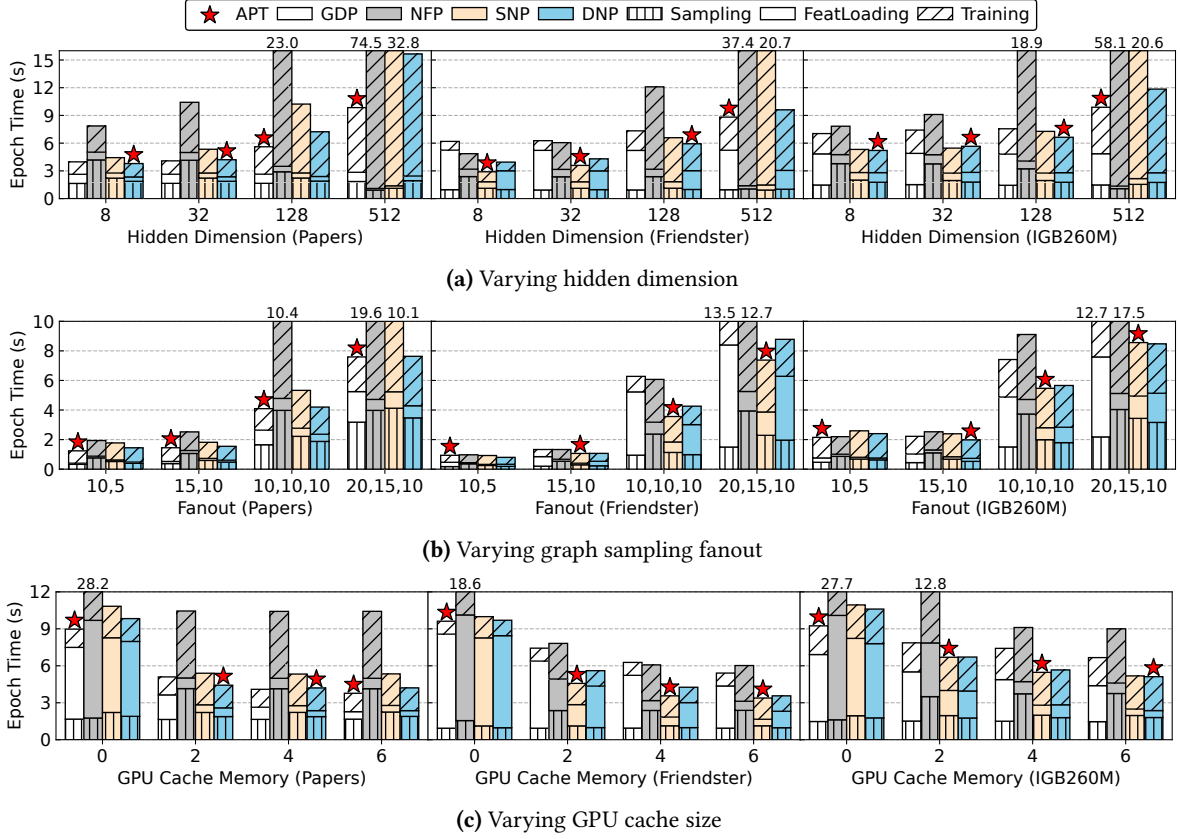 APT GDP NFP SNP DNP Sampling FeatLoading Training
23.0 74.5 32.8 37.4 20.7 18.9 58.1 20.6
Epoch Time (s)
15
12
9
6
3
0
8 32 128 512 8 32 128 512 8 32 128 512
Hidden Dimension (Papers) Hidden Dimension (Friendster) Hidden Dimension (IGB260M)
(a) Varying hidden dimension
10.4 19.6 10.1 13.5 12.7 12.7 17.5
Epoch Time (s)
10
8
6
4
2
0
10,5 15,10 10,10,10 20,15,10 10,5 15,10 10,10,10 20,15,10 10,5 15,10 10,10,10 20,15,10
Fanout (Papers) Fanout (Friendster) Fanout (IGB260M)
(b) Varying graph sampling fanout
28.2 18.6 27.7 12.8
Epoch Time (s)
12
9
6
3
0
0 2 4 6 0 2 4 6 0 2 4 6
GPU Cache Memory (Papers) GPU Cache Memory (Friendster) GPU Cache Memory (IGB260M)
(c) Varying GPU cache size